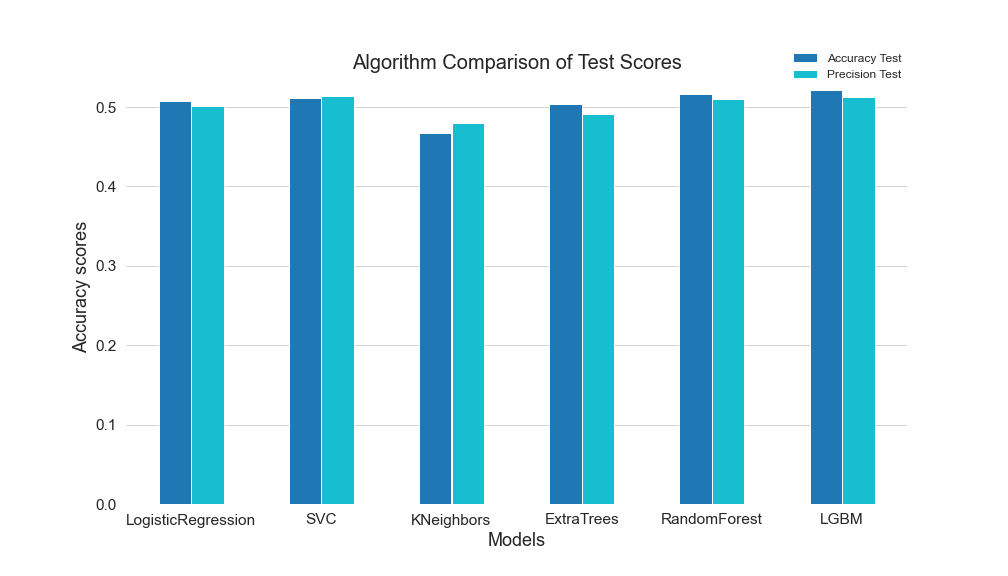 Algorithm Comparison of Test Scores
Accuracy Test
Precision Test
Accuracy scores
0.5
0.4
0.3
0.2
0.1
0.0
LogisticRegression
SVC
KNeighbors
ExtraTrees
RandomForest
LGBM
Models